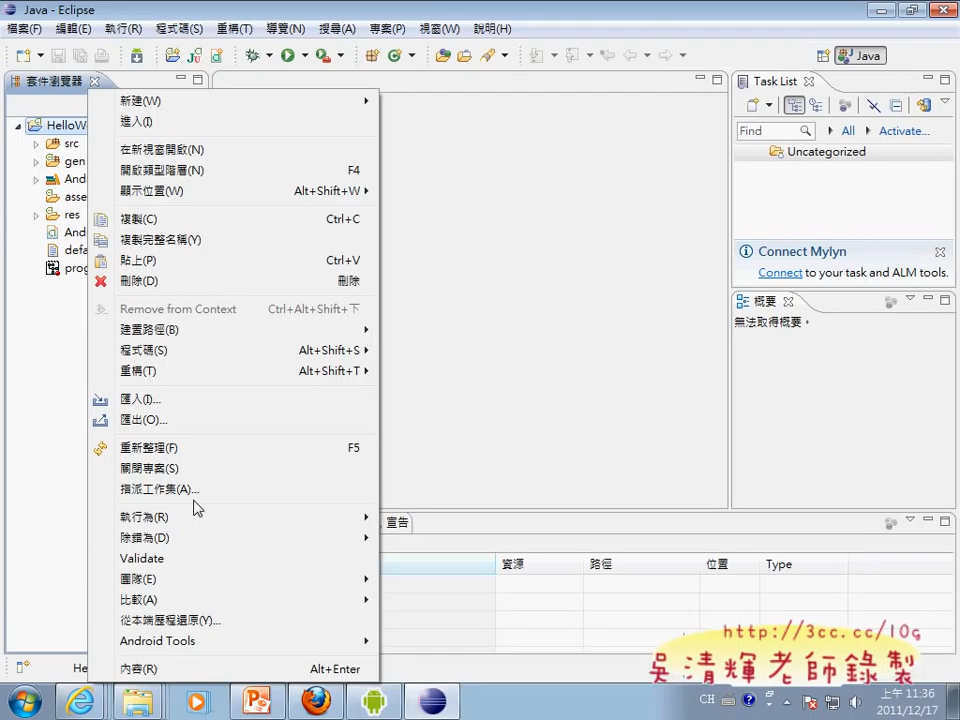 Java - Eclipse
檔案(F) 編輯(E) 執行(R) 程式碼(S) 重構(T) 導覽(N) 搜尋(A) 專案(P) 視窗(W) 說明(H)
Java
套件瀏覽器
HelloW
src
gen
And
asse
res
And
defa
prog
新建(W)
進入(I)
在新視窗開啟(N)
開啟類型階層(N) F4
顯示位置(W) Alt+Shift+W
複製(C) Ctrl+C
複製完整名稱(Y)
貼上(P) Ctrl+V
刪除(D) 刪除
Remove from Context Ctrl+Alt+Shift+下
建置路徑(B)
程式碼(S) Alt+Shift+S
重構(T) Alt+Shift+T
匯入(I)...
匯出(O)...
重新整理(F) F5
關閉專案(S)
指派工作集(A)...
執行為(R)
除錯為(D)
Validate
團隊(E)
比較(A)
從本端歷程還原(Y)...
Android Tools
內容(R) Alt+Enter
Task List
Find All Activate...
Uncategorized
Connect Mylyn
Connect to your task and ALM tools.
概要
無法取得概要。
宣告
資源 路徑 位置 Type
He
http://3cc.cc/10g
吳清輝老師錄製
CH
上午 11:36
2011/12/17